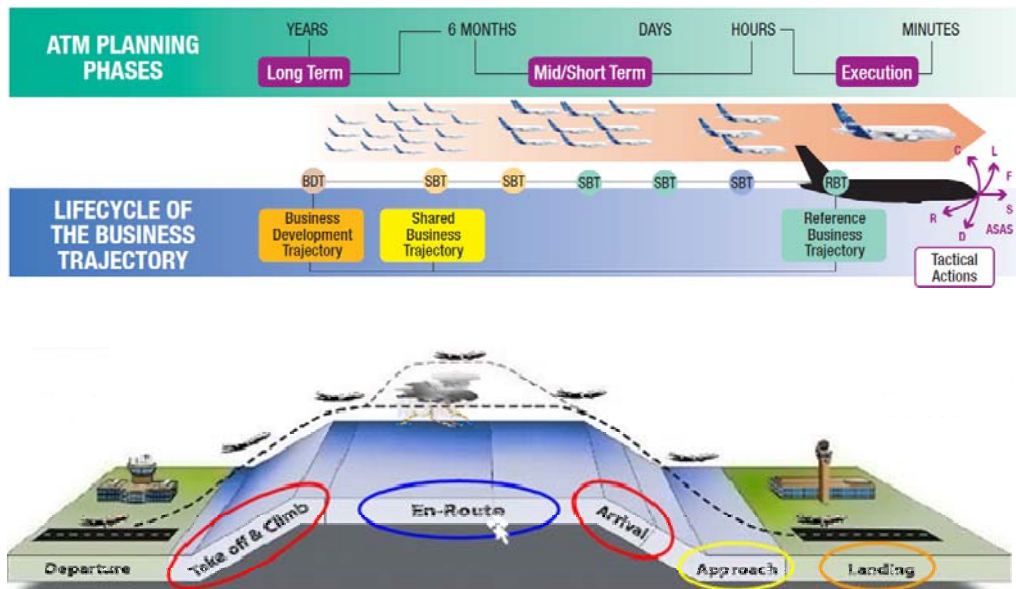 ATM PLANNING
PHASES
YEARS
6 MONTHS
DAYS
HOURS
MINUTES
Long Term
Mid/Short Term
Execution
BDT
SBT
SBT
SBT
SBT
SBT
RBT
C
L
F
S
R
D
ASAS
LIFECYCLE OF
THE BUSINESS
TRAJECTORY
Business
Development
Trajectory
Shared
Business
Trajectory
Reference
Business
Trajectory
Tactical
Actions
Departure
Take off & Climb
En-Route
Arrival
Approach
Landing